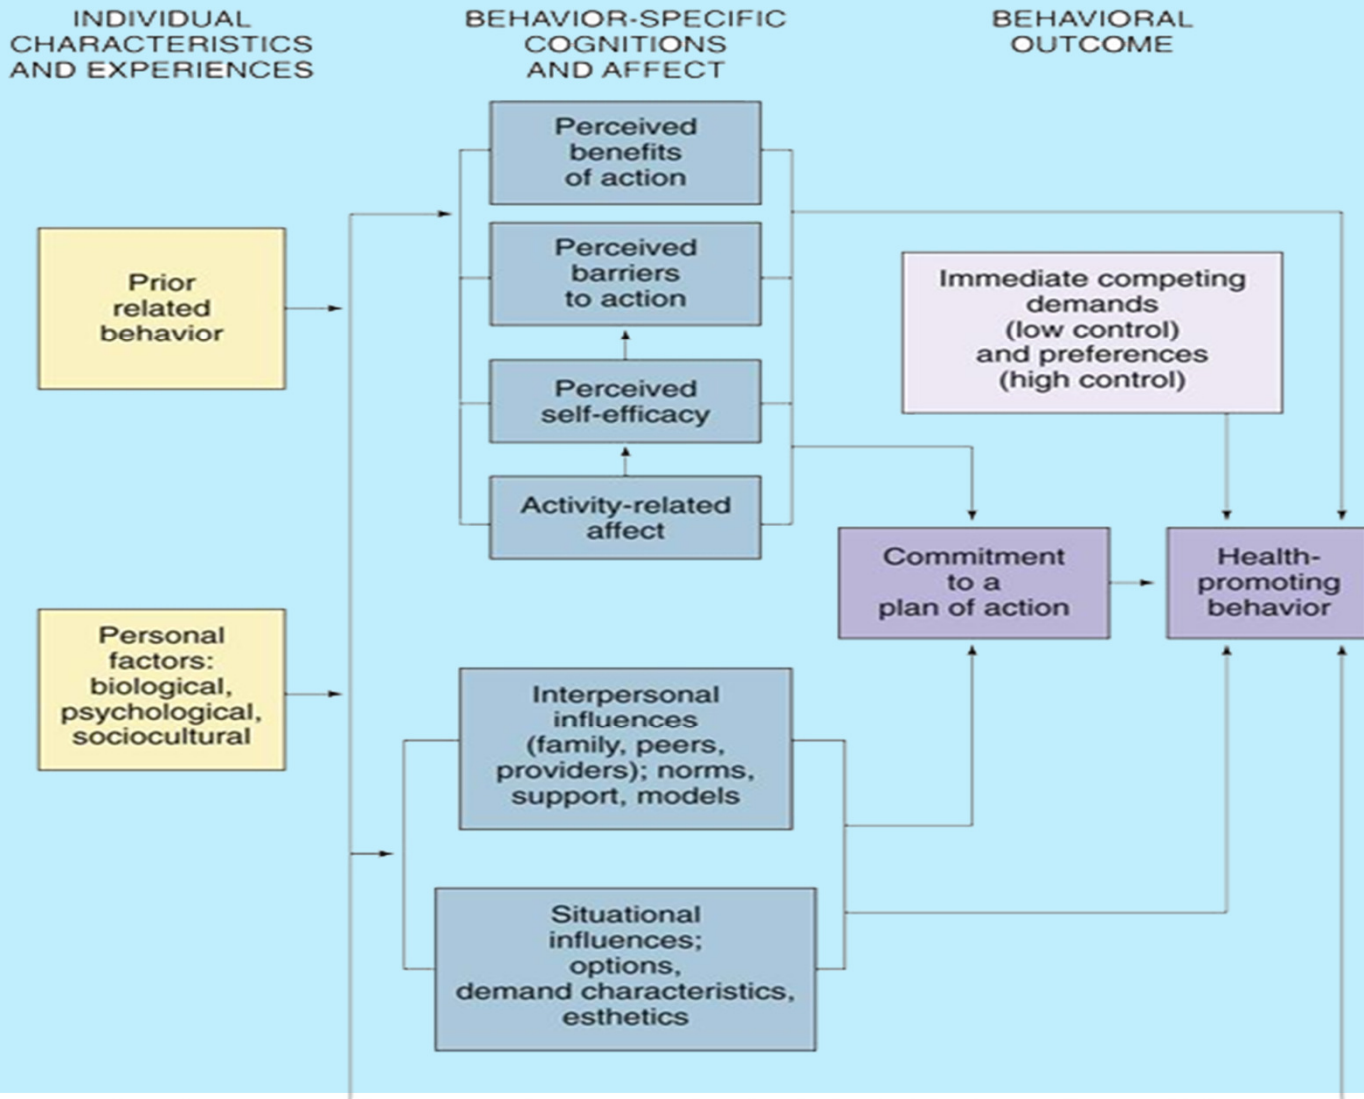 INDIVIDUAL
CHARACTERISTICS
AND EXPERIENCES
BEHAVIOR-SPECIFIC
COGNITIONS
AND AFFECT
BEHAVIORAL
OUTCOME
Perceived
benefits
of action
Prior
related
behavior
Perceived
barriers
to action
Immediate competing
demands
(low control)
and preferences
(high control)
Perceived
self-efficacy
Activity-related
affect
Commitment
to a
plan of action
Health-
promoting
behavior
Personal
factors:
biological,
psychological,
sociocultural
Interpersonal
influences
(family, peers,
providers); norms,
support, models
Situational
influences;
options,
demand characteristics,
esthetics